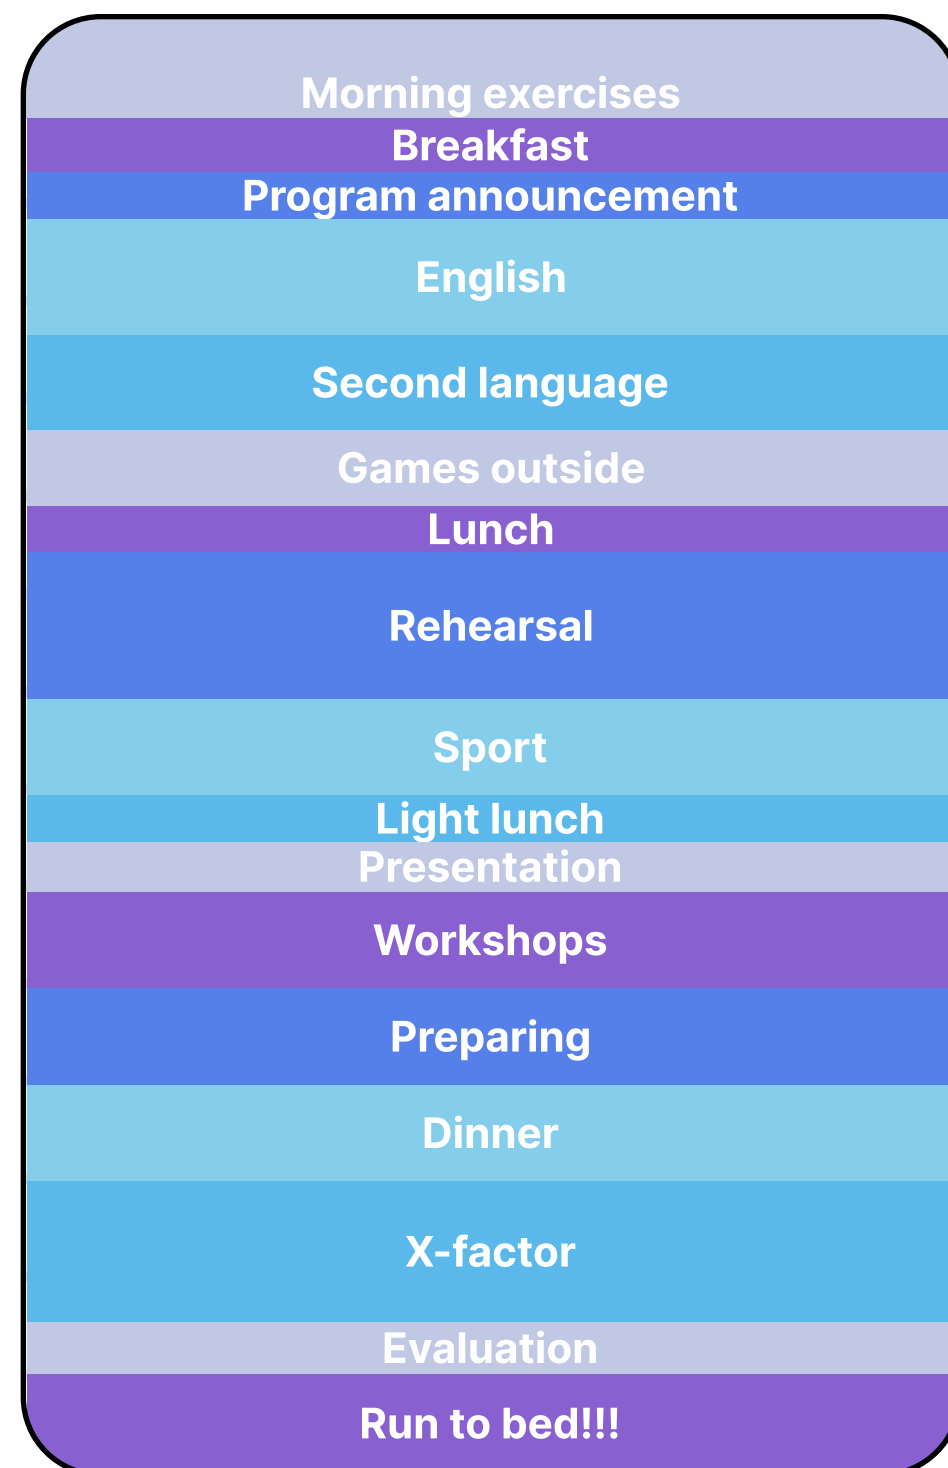 Morning exercises
Breakfast
Program announcement
English
Second language
Games outside
Lunch
Rehearsal
Sport
Light lunch
Presentation
Workshops
Preparing
Dinner
X-factor
Evaluation
Run to bed!!!